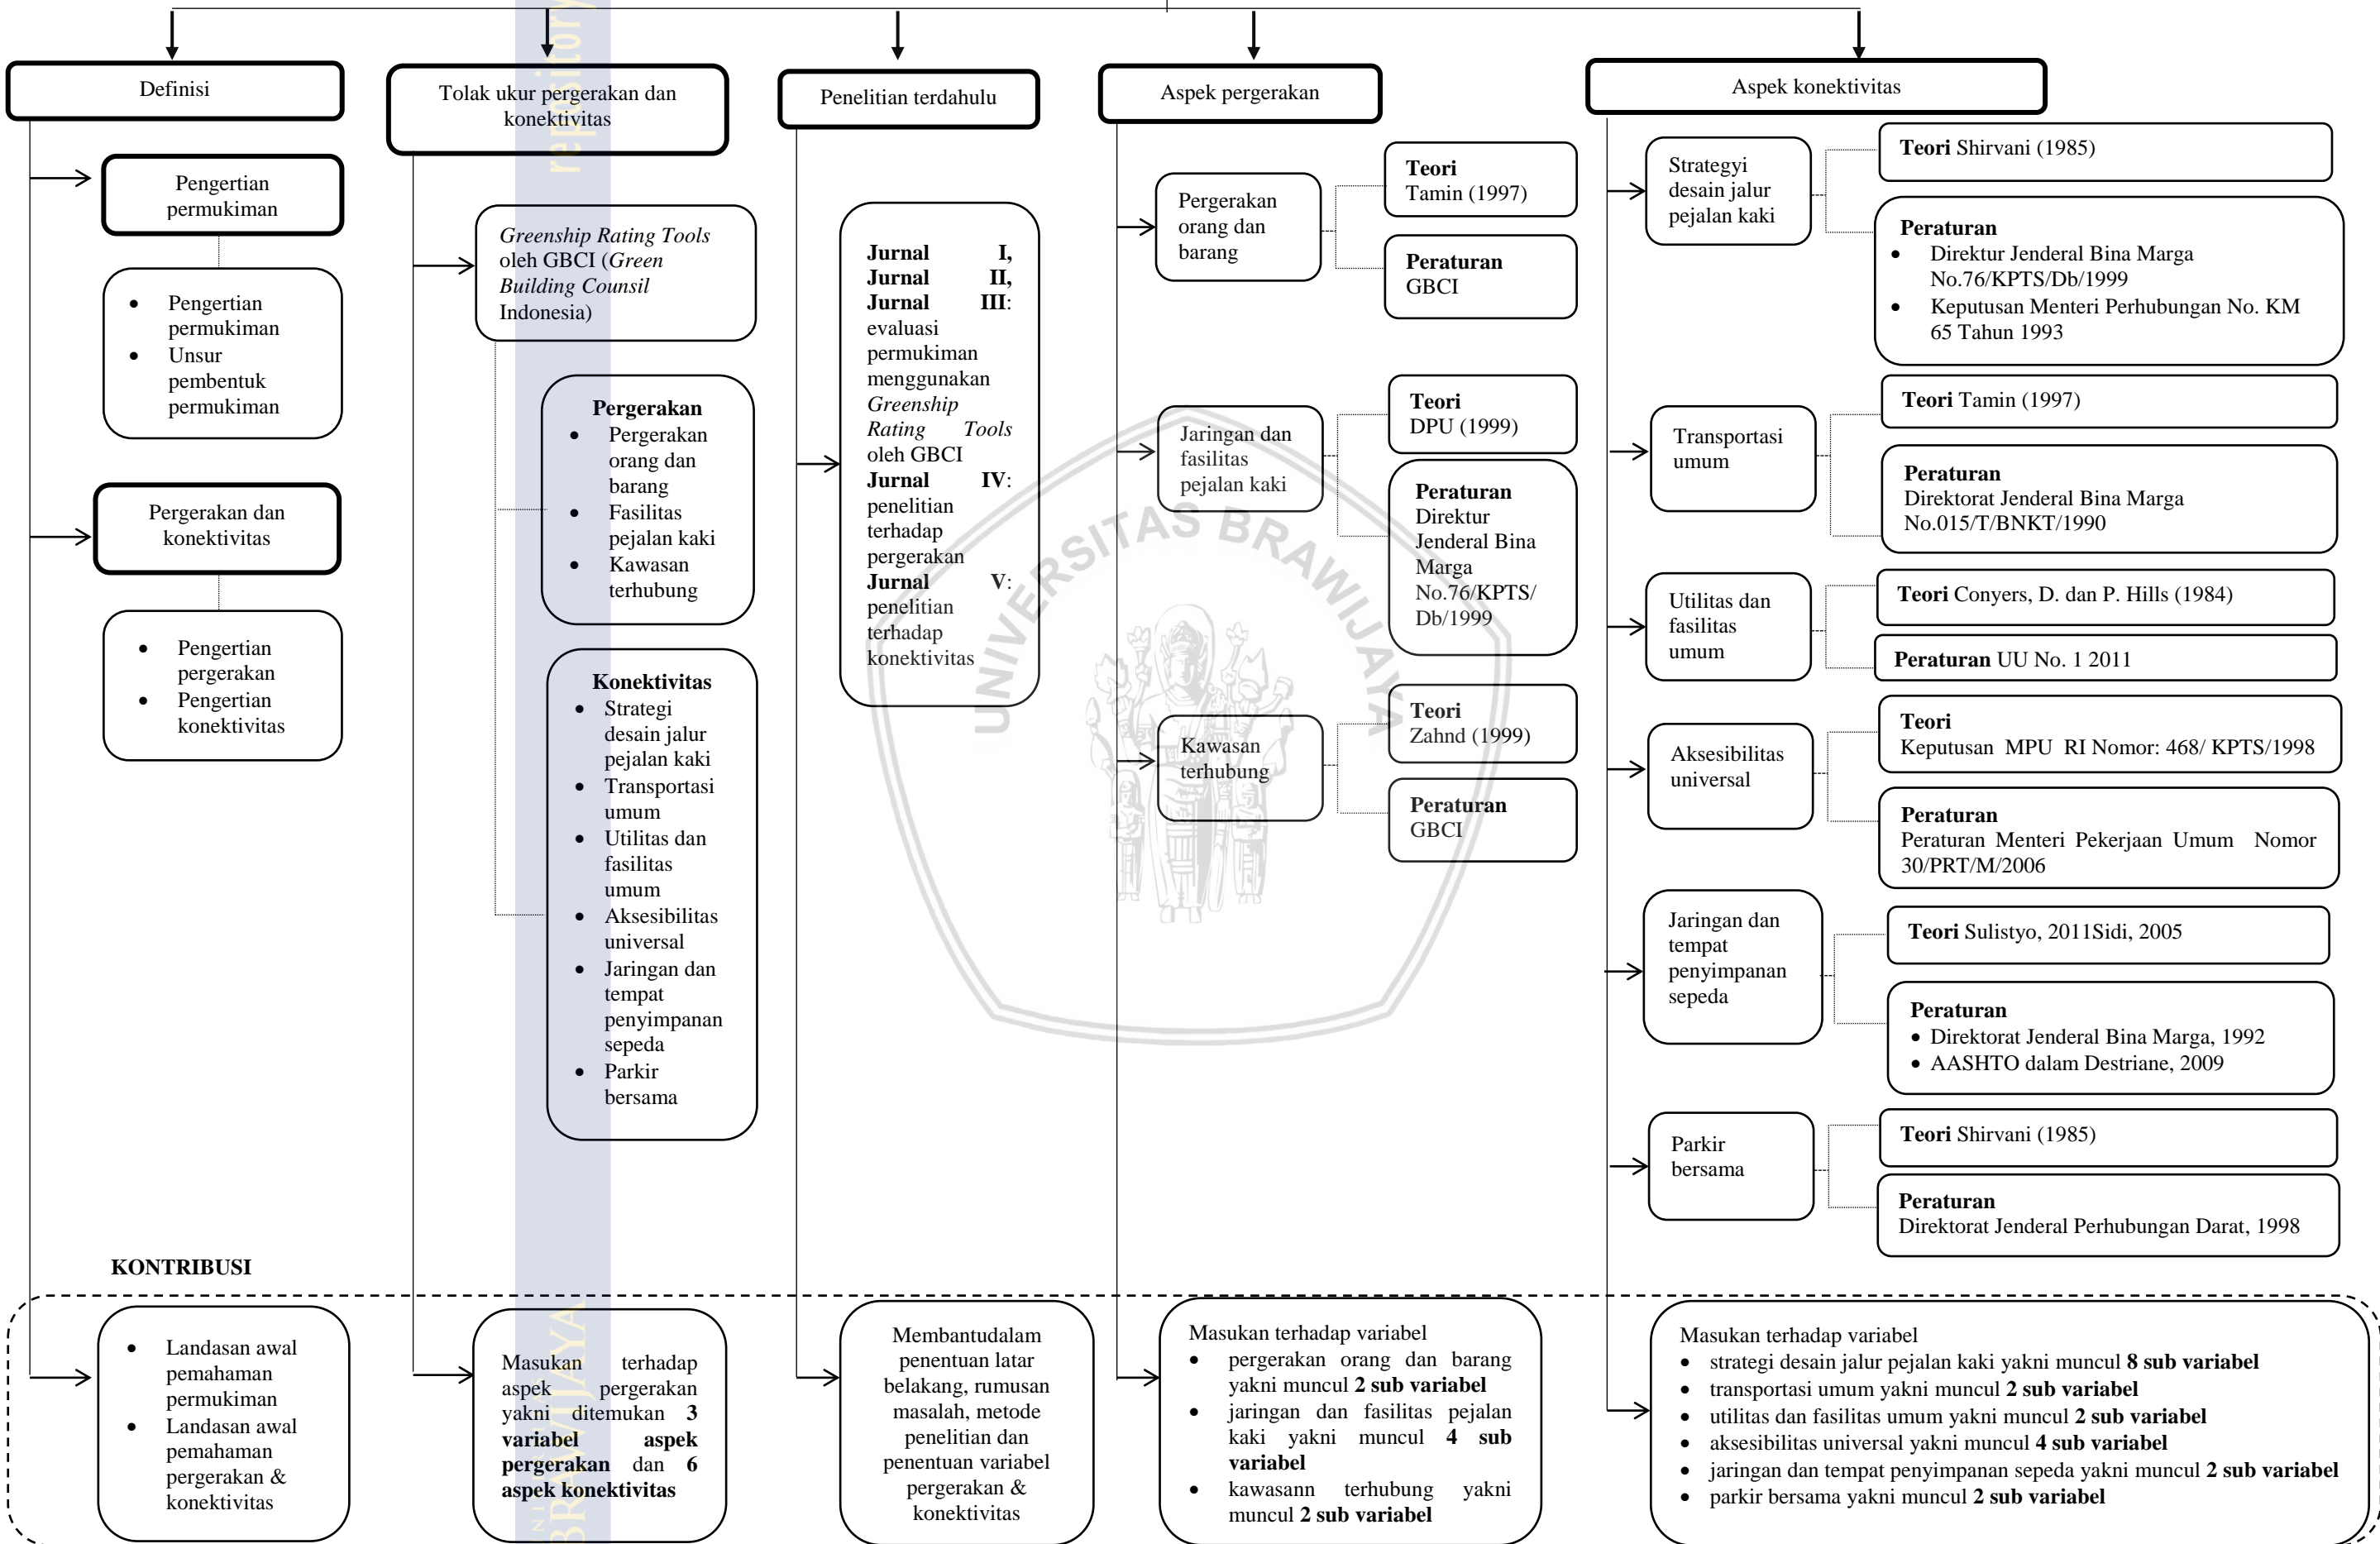 Definisi
Pengertian
permukiman
• Pengertian
permukiman
• Unsur
pembentuk
permukiman
Pergerakan dan
konektivitas
• Pengertian
pergerakan
• Pengertian
konektivitas
Tolak ukur pergerakan dan
konektivitas
Greenship Rating Tools
oleh GBCI (Green
Building Counsil
Indonesia)
Pergerakan
• Pergerakan
orang dan
barang
• Fasilitas
pejalan kaki
• Kawasan
terhubung
Konektivitas
• Strategi
desain jalur
pejalan kaki
• Transportasi
umum
• Utilitas dan
fasilitas
umum
• Aksesibilitas
universal
• Jaringan dan
tempat
penyimpanan
sepeda
• Parkir
bersama
Penelitian terdahulu
Jurnal I,
Jurnal II,
Jurnal III:
evaluasi
permukiman
menggunakan
Greenship
Rating Tools
oleh GBCI
Jurnal IV:
penelitian
terhadap
pergerakan
Jurnal V:
penelitian
terhadap
konektivitas
Aspek pergerakan
Pergerakan
orang dan
barang
Teori
Tamin (1997)
Peraturan
GBCI
Jaringan dan
fasilitas
pejalan kaki
Teori
DPU (1999)
Peraturan
Direktur
Jenderal Bina
Marga
No.76/KPTS/
Db/1999
Kawasan
terhubung
Teori
Zahnd (1999)
Peraturan
GBCI
Aspek konektivitas
Strategyi
desain jalur
pejalan kaki
Teori Shirvani (1985)
Peraturan
• Direktur Jenderal Bina Marga
No.76/KPTS/Db/1999
• Keputusan Menteri Perhubungan No. KM
65 Tahun 1993
Transportasi
umum
Teori Tamin (1997)
Peraturan
Direktorat Jenderal Bina Marga
No.015/T/BNKT/1990
Utilitas dan
fasilitas
umum
Teori Conyers, D. dan P. Hills (1984)
Peraturan UU No. 1 2011
Aksesibilitas
universal
Teori
Keputusan MPU RI Nomor: 468/ KPTS/1998
Peraturan
Peraturan Menteri Pekerjaan Umum Nomor
30/PRT/M/2006
Jaringan dan
tempat
penyimpanan
sepeda
Teori Sulistyo, 2011Sidi, 2005
Peraturan
• Direktorat Jenderal Bina Marga, 1992
• AASHTO dalam Destriane, 2009
Parkir
bersama
Teori Shirvani (1985)
Peraturan
Direktorat Jenderal Perhubungan Darat, 1998
KONTRIBUSI
• Landasan awal
pemahaman
permukiman
• Landasan awal
pemahaman
pergerakan &
konektivitas
Masukan terhadap
aspek pergerakan
yakni ditemukan 3
variabel aspek
pergerakan dan 6
aspek konektivitas
Membantudalam
penentuan latar
belakang, rumusan
masalah, metode
penelitian dan
penentuan variabel
pergerakan &
konektivitas
Masukan terhadap variabel
• pergerakan orang dan barang
yakni muncul 2 sub variabel
• jaringan dan fasilitas pejalan
kaki yakni muncul 4 sub
variabel
• kawasann terhubung yakni
muncul 2 sub variabel
Masukan terhadap variabel
• strategi desain jalur pejalan kaki yakni muncul 8 sub variabel
• transportasi umum yakni muncul 2 sub variabel
• utilitas dan fasilitas umum yakni muncul 2 sub variabel
• aksesibilitas universal yakni muncul 4 sub variabel
• jaringan dan tempat penyimpanan sepeda yakni muncul 2 sub variabel
• parkir bersama yakni muncul 2 sub variabel
UNIVERSITAS BRAWIJAYA
repository
BRAWIJAYA